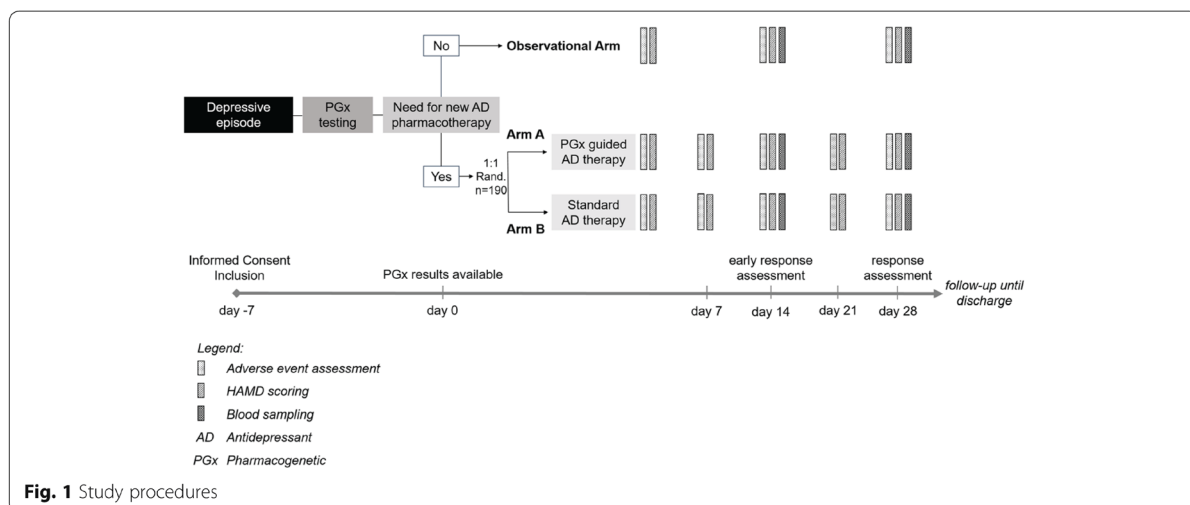 No
Observational Arm
Depressive
episode
PGx
testing
Need for new AD
pharmacotherapy
Yes
1:1
Rand.
n=190
Arm A
PGx guided
AD therapy
Standard
AD therapy
Arm B
Informed Consent
Inclusion
PGx results available
early response
assessment
response
assessment
follow-up until
discharge
day -7
day 0
day 7
day 14
day 21
day 28
Legend:
Adverse event assessment
HAMD scoring
Blood sampling
AD Antidepressant
PGx Pharmacogenetic
Fig. 1 Study procedures